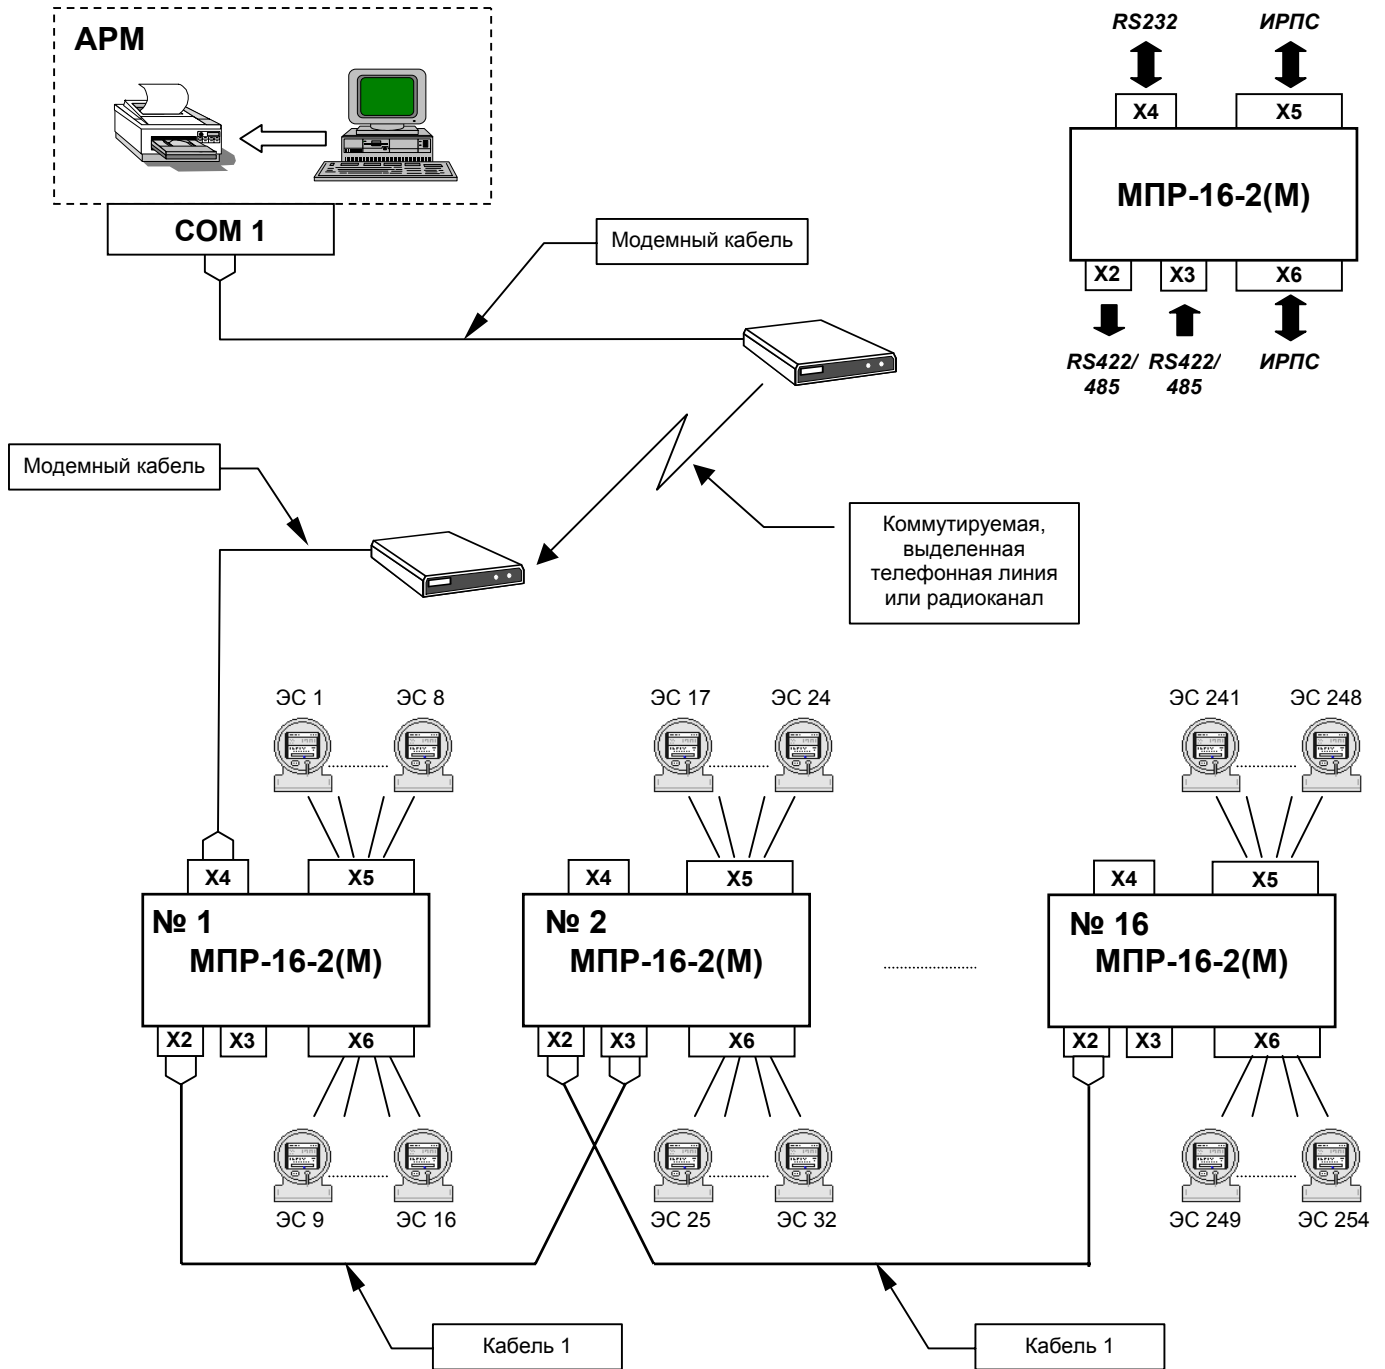 АРМ
COM 1
Модемный кабель
RS232
ИРПС
X4
X5
МПР-16-2(М)
X2
X3
X6
RS422/
485
RS422/
485
ИРПС
Модемный кабель
Коммутируемая,
выделенная
телефонная линия
или радиоканал
ЭС 1
ЭС 8
ЭС 17
ЭС 24
ЭС 241
ЭС 248
X4
X5
X4
X5
X4
X5
№ 1
МПР-16-2(М)
№ 2
МПР-16-2(М)
№ 16
МПР-16-2(М)
X2
X3
X6
X2
X3
X6
X2
X3
X6
ЭС 9
ЭС 16
ЭС 25
ЭС 32
ЭС 249
ЭС 254
Кабель 1
Кабель 1